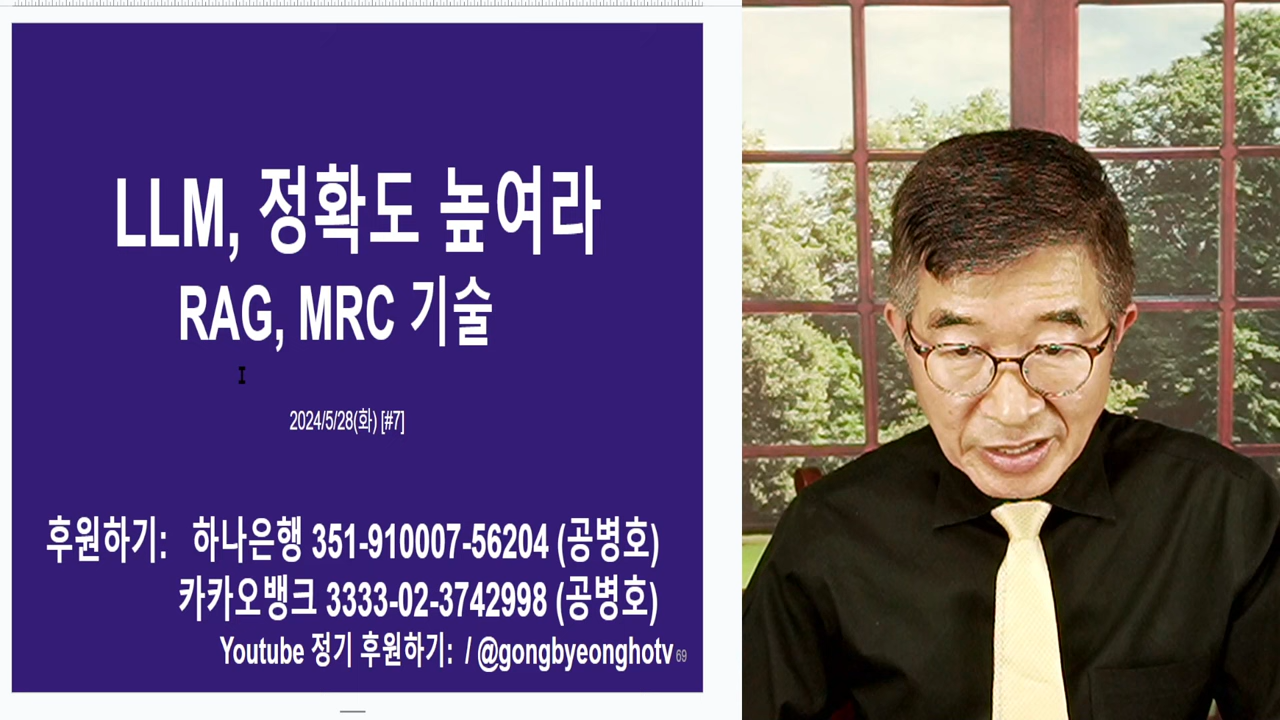 LLM, 정확도 높여라
RAG, MRC 기술
2024/5/28(화) [#7]
후원하기: 하나은행 351-910007-56204 (공병호)
카카오뱅크 3333-02-3742998 (공병호)
Youtube 정기 후원하기: / @gongbyeonghotv
69